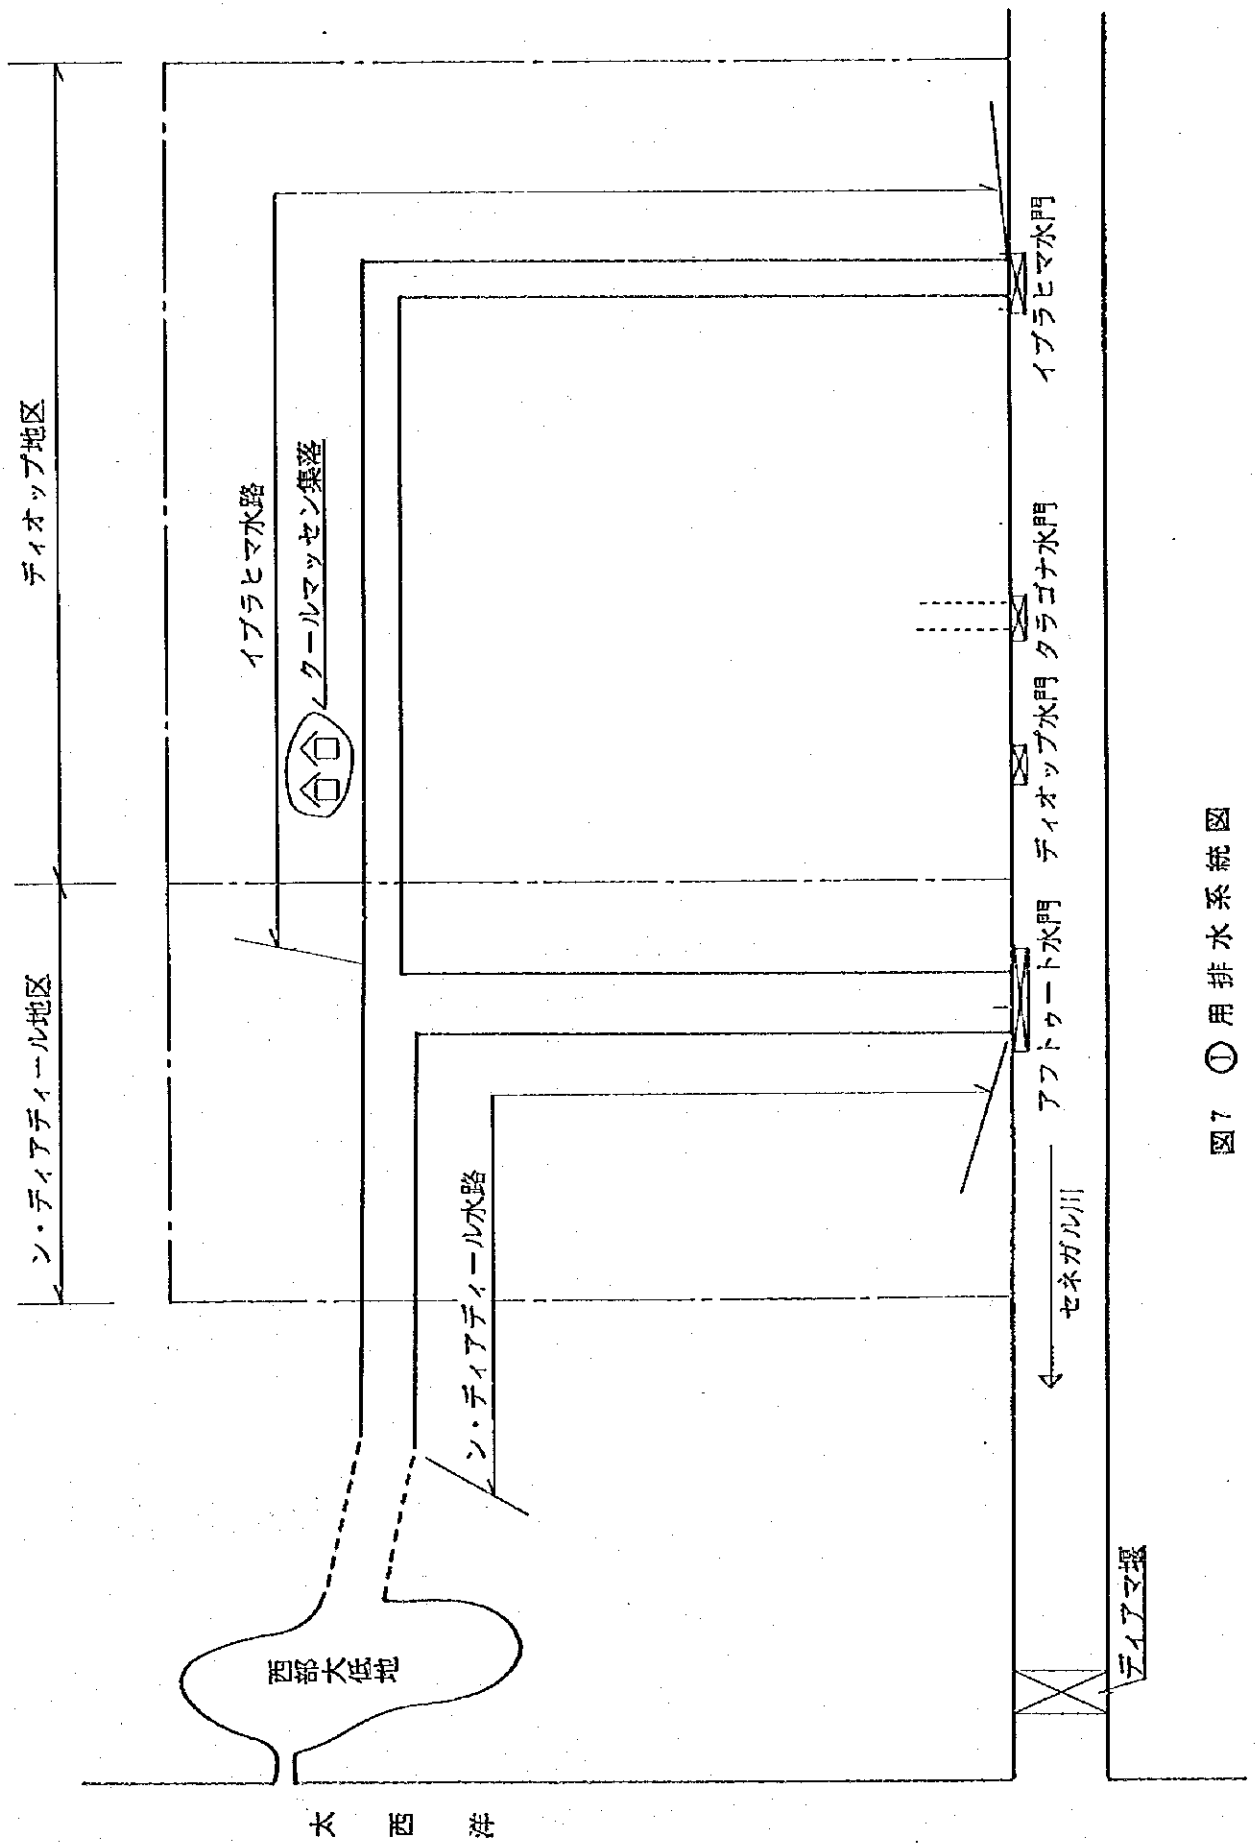 ン・ディアティール地区
ディオップ地区
イブラヒマ水路
クールマッセン集落
ン・ディアティール水路
西部大低地
大西洋
アフトゥート水門
ディオップ水門
クラゴナ水門
イブラヒマ水門
セネガル川
ディアマ堰
図7 ①用排水系統図